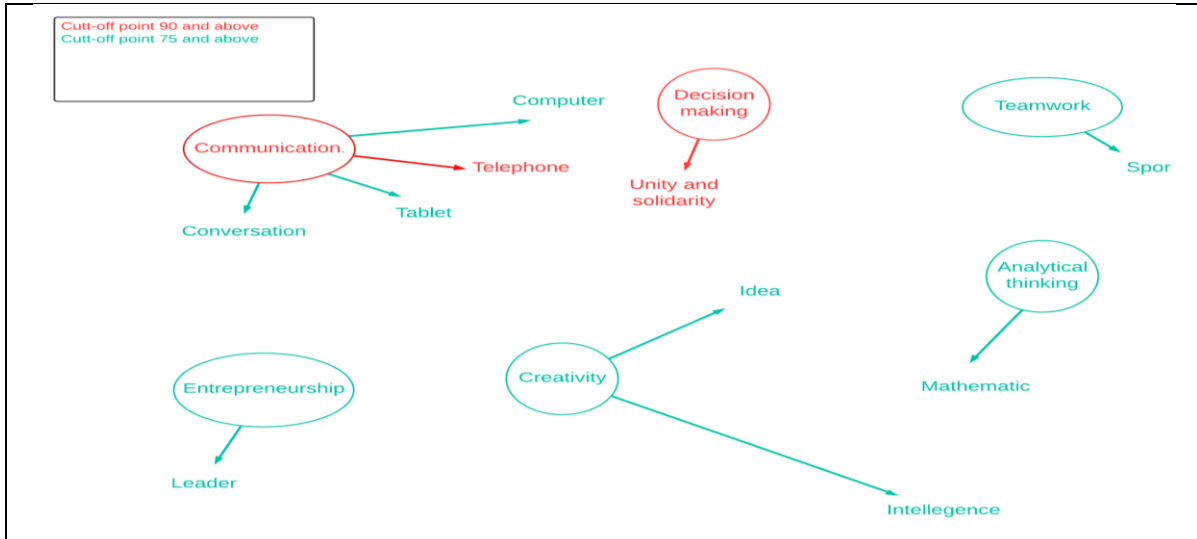 Cutt-off point 90 and above
Cutt-off point 75 and above
Computer
Decision
making
Teamwork
Communication.
Telephone
Spor
Unity and
solidarity
Tablet
Conversation
Analytical
thinking
Idea
Creativity
Entrepreneurship
Mathematic
Leader
Intellegence